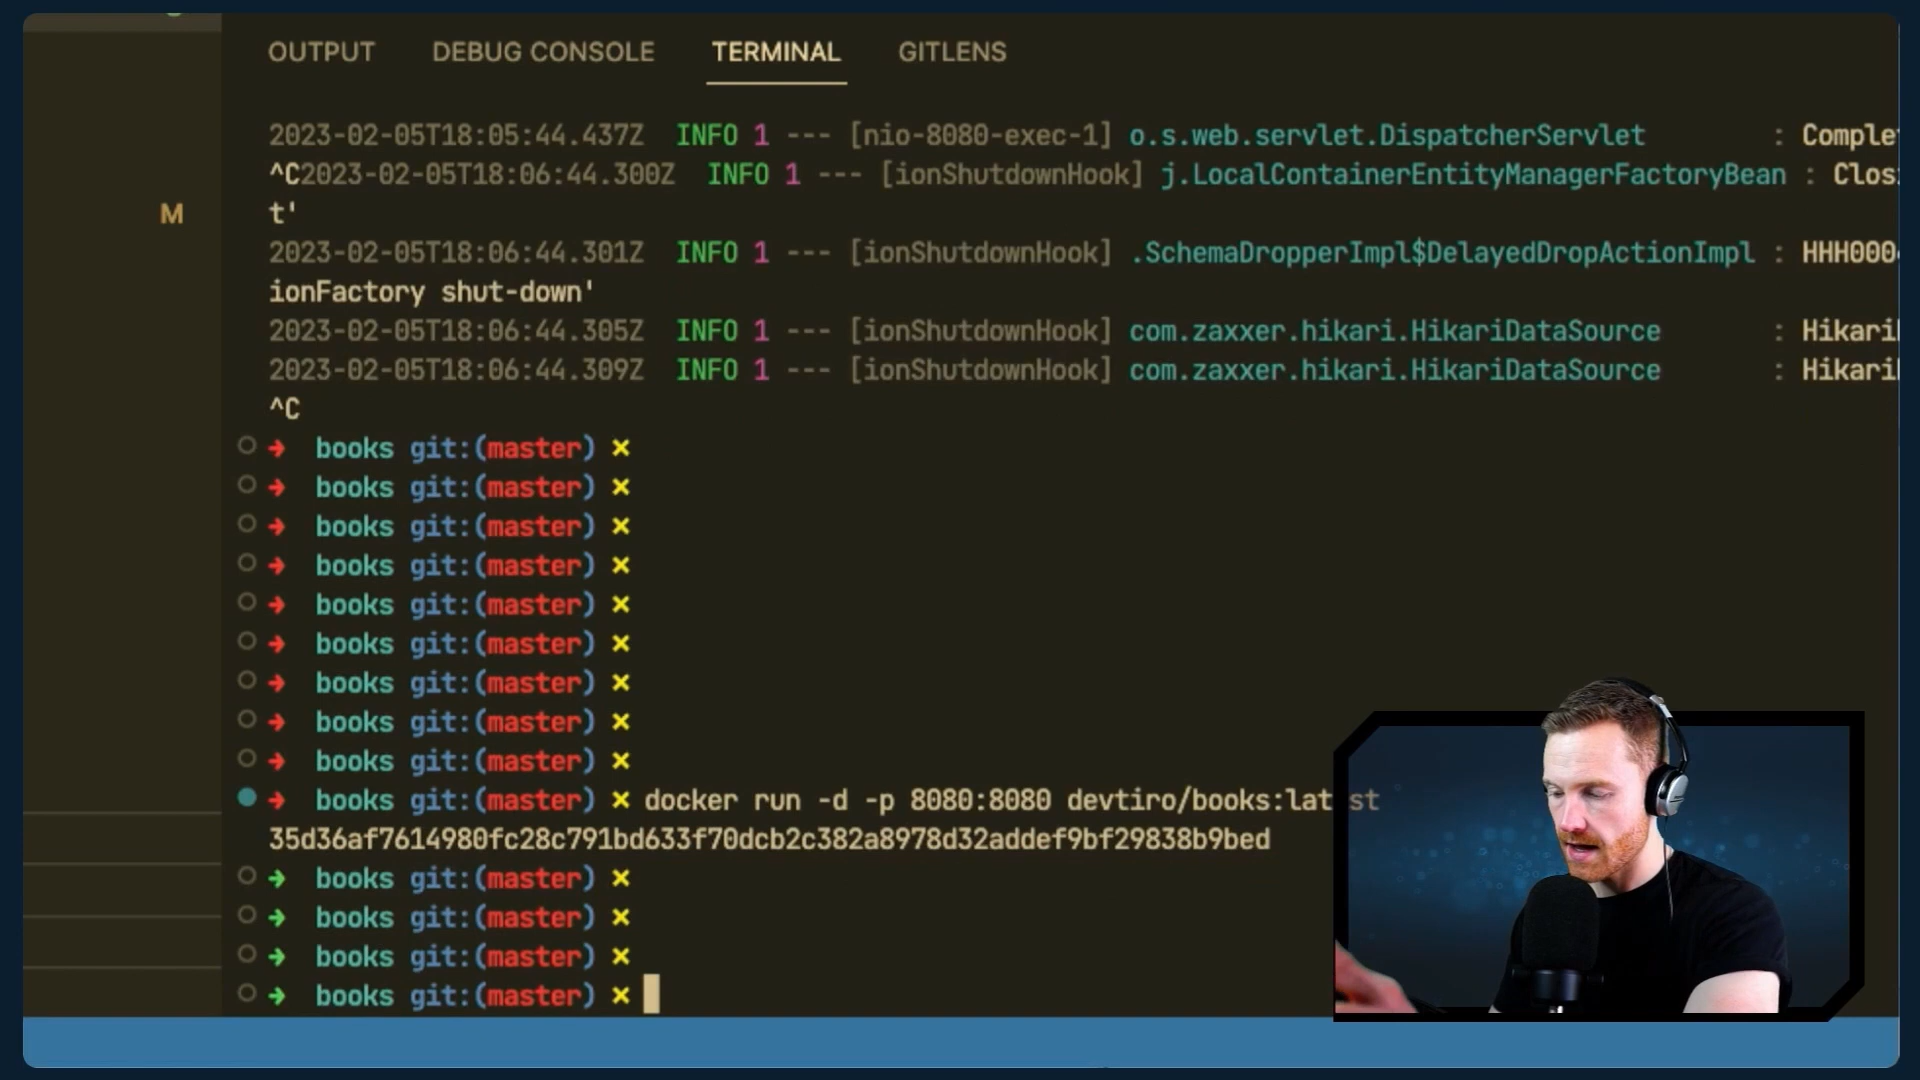 OUTPUT DEBUG CONSOLE TERMINAL GITLENS
2023-02-05T18:05:44.437Z INFO 1 --- [nio-8080-exec-1] o.s.web.servlet.DispatcherServlet : Complet
^C2023-02-05T18:06:44.300Z INFO 1 --- [ionShutdownHook] j.LocalContainerEntityManagerFactoryBean : Closi
M
t'
2023-02-05T18:06:44.301Z INFO 1 --- [ionShutdownHook] .SchemaDropperImpl$DelayedDropActionImpl : HHH000
ionFactory shut-down'
2023-02-05T18:06:44.305Z INFO 1 --- [ionShutdownHook] com.zaxxer.hikari.HikariDataSource : Hikari
2023-02-05T18:06:44.309Z INFO 1 --- [ionShutdownHook] com.zaxxer.hikari.HikariDataSource : Hikari
^C
➜ books git:(master) ✗
➜ books git:(master) ✗
➜ books git:(master) ✗
➜ books git:(master) ✗
➜ books git:(master) ✗
➜ books git:(master) ✗
➜ books git:(master) ✗
➜ books git:(master) ✗
➜ books git:(master) ✗
➜ books git:(master) ✗ docker run -d -p 8080:8080 devtiro/books:latest
35d36af7614980fc28c791bd633f70dcb2c382a8978d32addef9bf29838b9bed
➜ books git:(master) ✗
➜ books git:(master) ✗
➜ books git:(master) ✗
➜ books git:(master) ✗